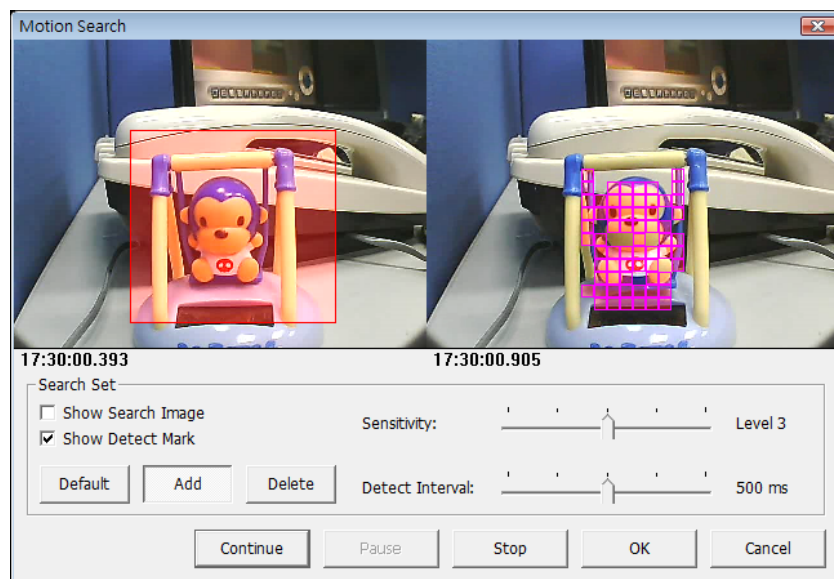 Motion Search
17:30:00.393
17:30:00.905
Search Set
Show Search Image
Show Detect Mark
Sensitivity:
Level 3
Default
Add
Delete
Detect Interval:
500 ms
Continue
Pause
Stop
OK
Cancel